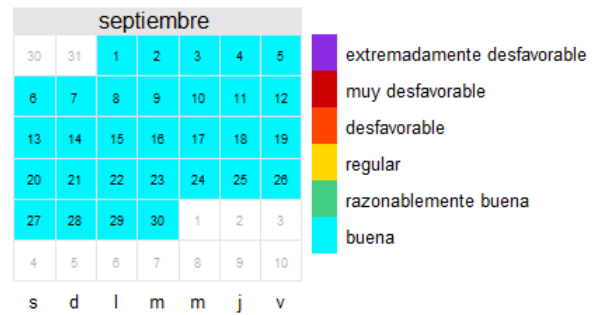 septiembre
30 31 1 2 3 4 5
6 7 8 9 10 11 12
13 14 15 16 17 18 19
20 21 22 23 24 25 26
27 28 29 30 1 2 3
4 5 6 7 8 9 10
s d l m m j v
extremadamente desfavorable
muy desfavorable
desfavorable
regular
razonablemente buena
buena